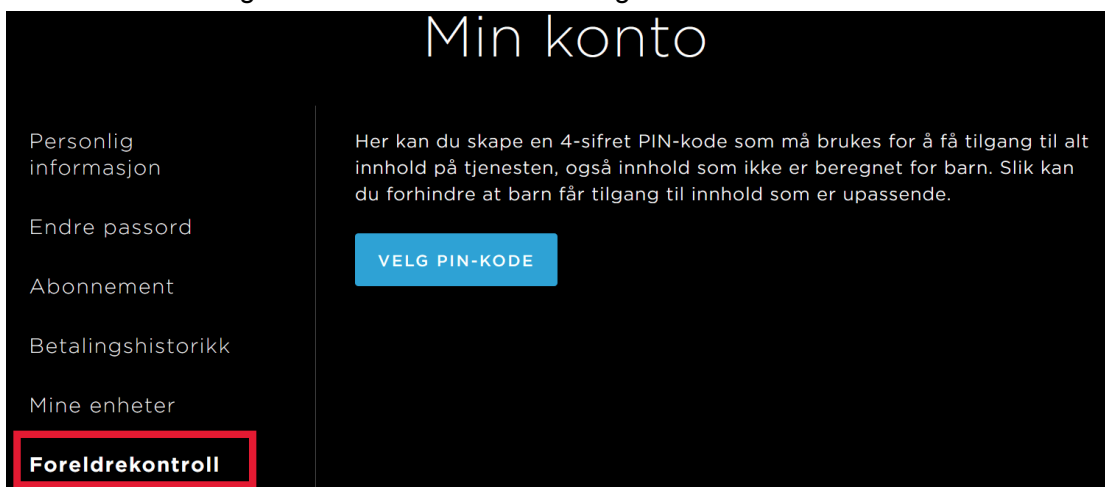 Min konto
Personlig
informasjon
Endre passord
Abonnement
Betalingshistorikk
Mine enheter
Foreldrekontroll
Her kan du skape en 4-sifret PIN-kode som må brukes for å få tilgang til alt
innhold på tjenesten, også innhold som ikke er beregnet for barn. Slik kan
du forhindre at barn får tilgang til innhold som er upassende.
VELG PIN-KODE